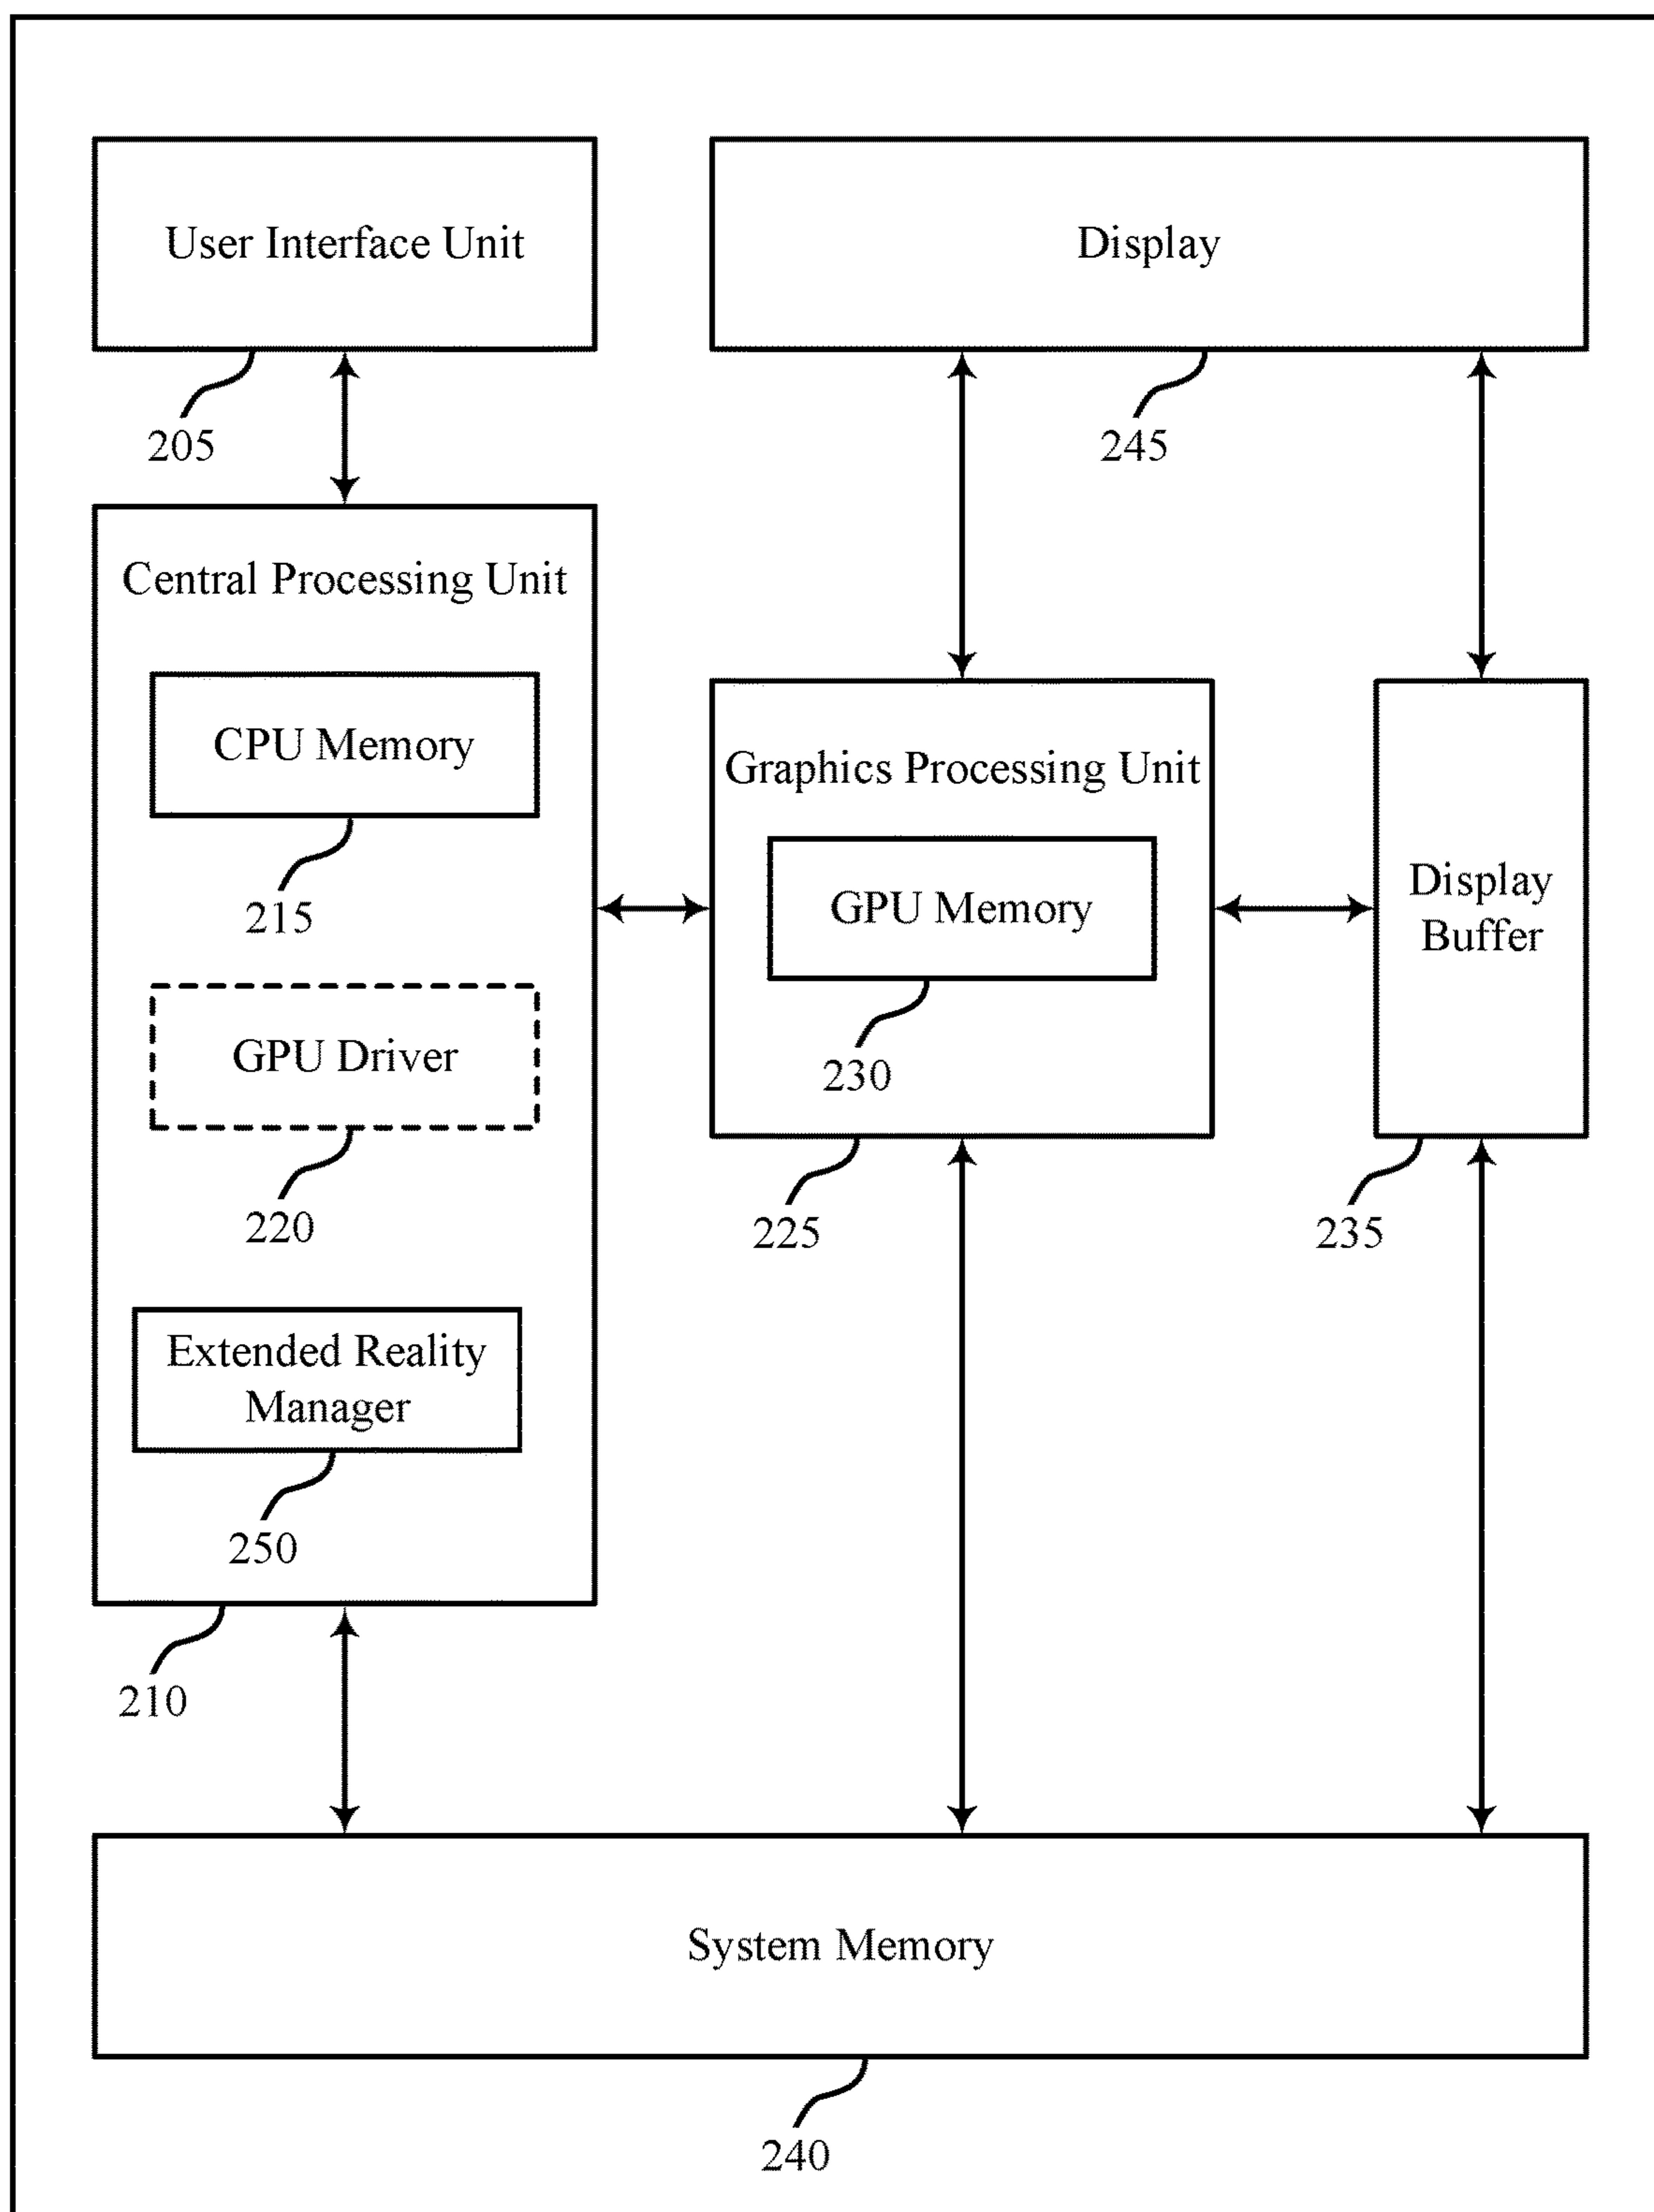 User Interface Unit
205
Display
245
Central Processing Unit
CPU Memory
215
GPU Driver
220
Extended Reality
Manager
250
210
Graphics Processing Unit
GPU Memory
230
225
Display
Buffer
235
System Memory
240